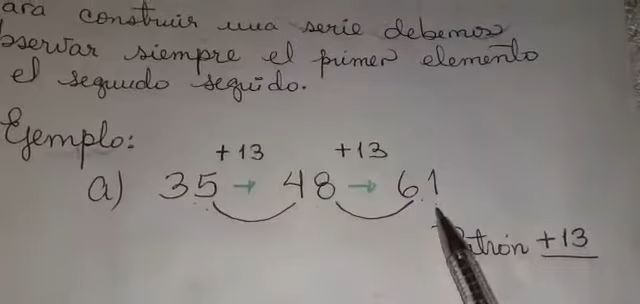 ara construir una serie debemos
bservar siempre el primer elemento
el segundo seguido.
Ejemplo:
+13 +13
a) 35 → 48 → 61
Patrón +13